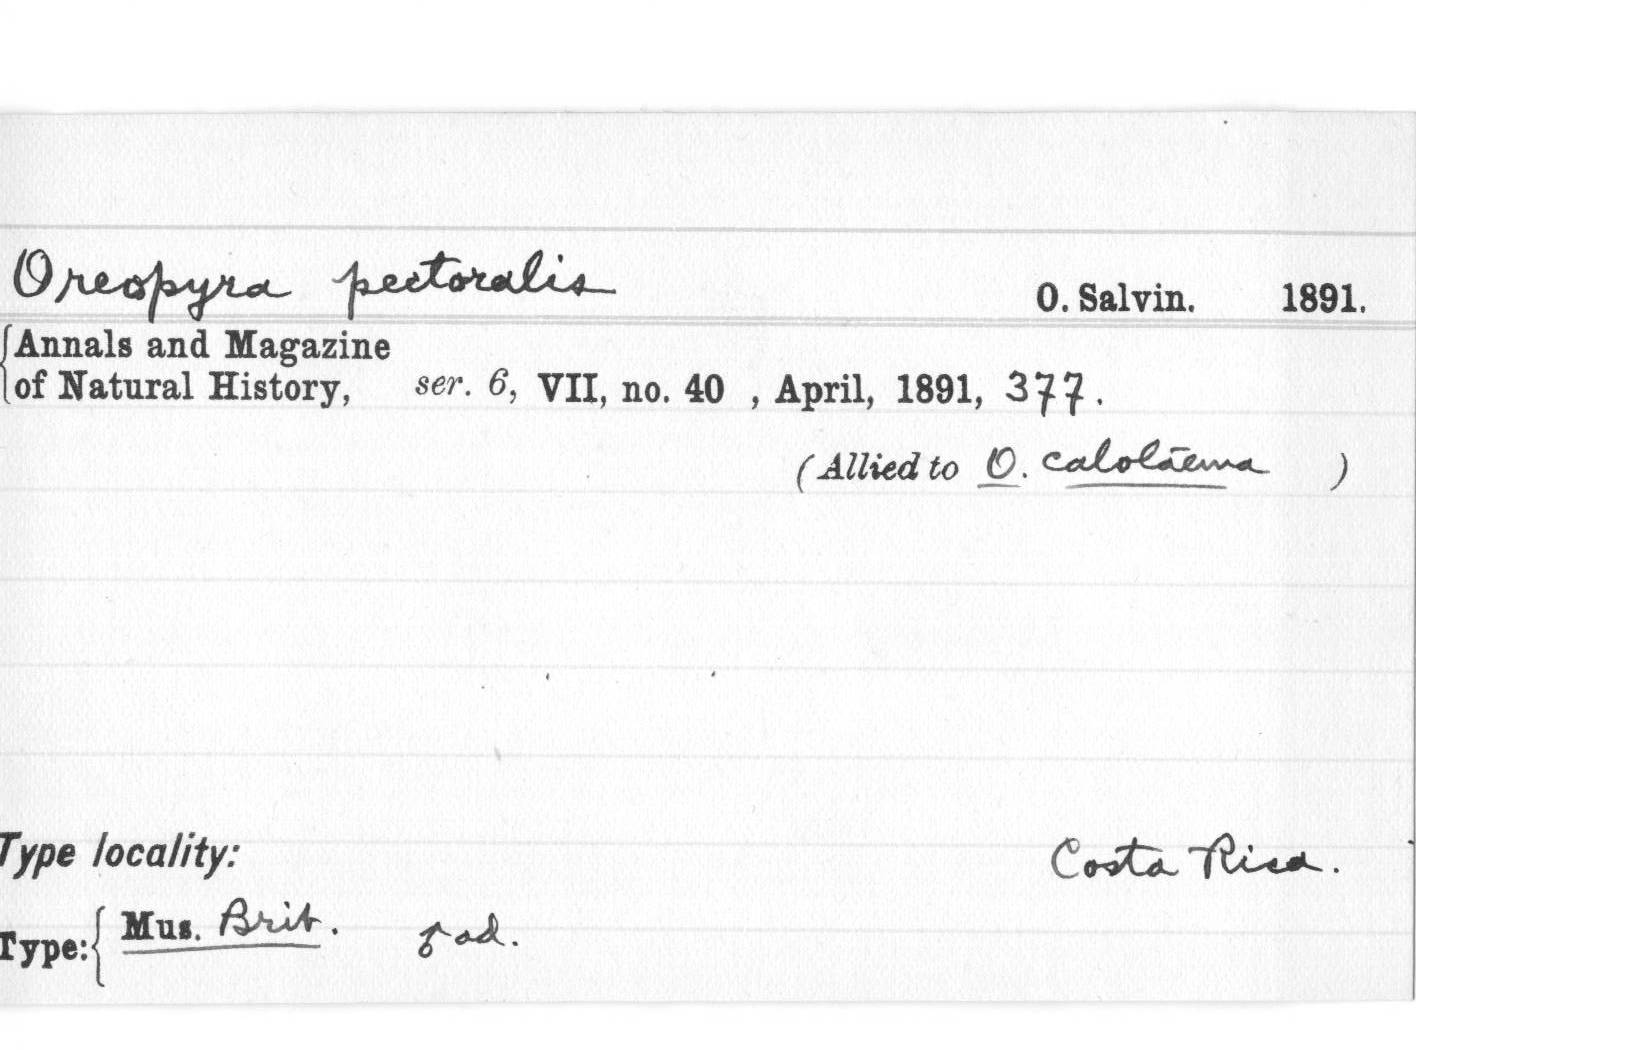 Oreopyra pectoralis O. Salvin. 1891.
{Annals and Magazine
of Natural History, ser. 6, VII, no. 40 , April, 1891, 377.
(Allied to O. calolaema )
Type locality: Costa Rica.
Type: { Mus. Brit. ♂ ad.